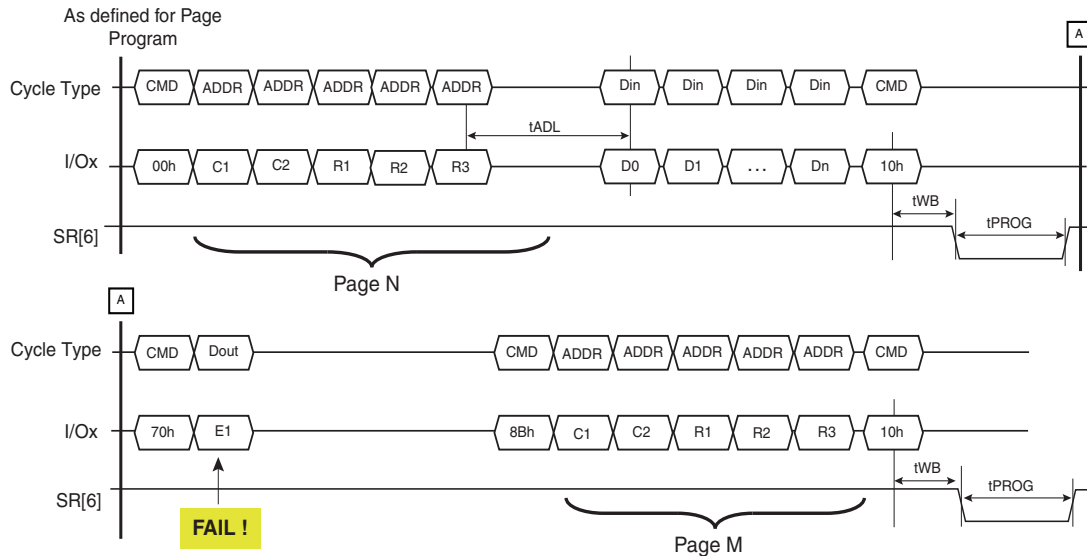 As defined for Page
Program
A
Cycle Type CMD ADDR ADDR ADDR ADDR ADDR Din Din Din Din CMD
tADL
I/Ox 00h C1 C2 R1 R2 R3 D0 D1 ... Dn 10h
tWB
tPROG
SR[6]
Page N
A
Cycle Type CMD Dout CMD ADDR ADDR ADDR ADDR ADDR CMD
I/Ox 70h E1 8Bh C1 C2 R1 R2 R3 10h
tWB
tPROG
SR[6]
FAIL !
Page M